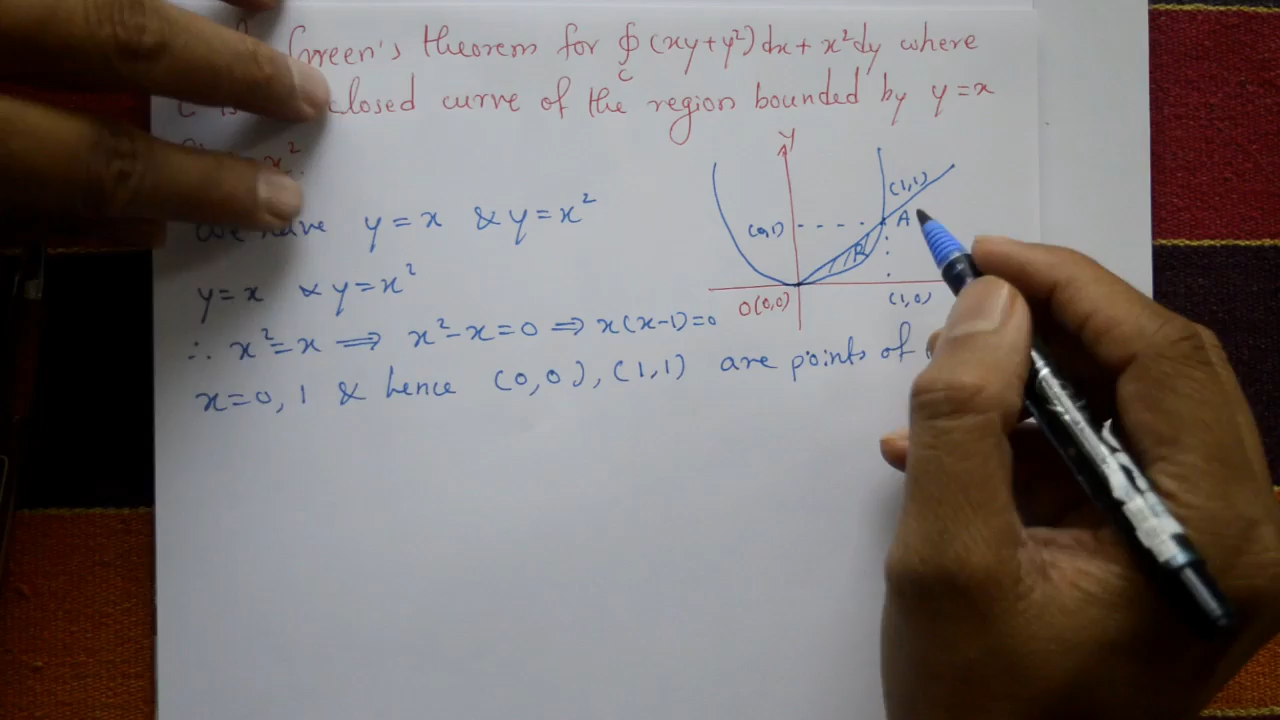 Green's theorem for ∮ (xy+y²) dx + x² dy where
C
closed curve of the region bounded by y=x
x²
have y = x & y = x²
y = x & y = x²
∴ x² = x ⟹ x² - x = 0 ⟹ x(x-1) = 0
x = 0, 1 & hence (0,0), (1,1) are points of
Y
(1,1)
A
(0,1)
R
O(0,0)
(1,0)